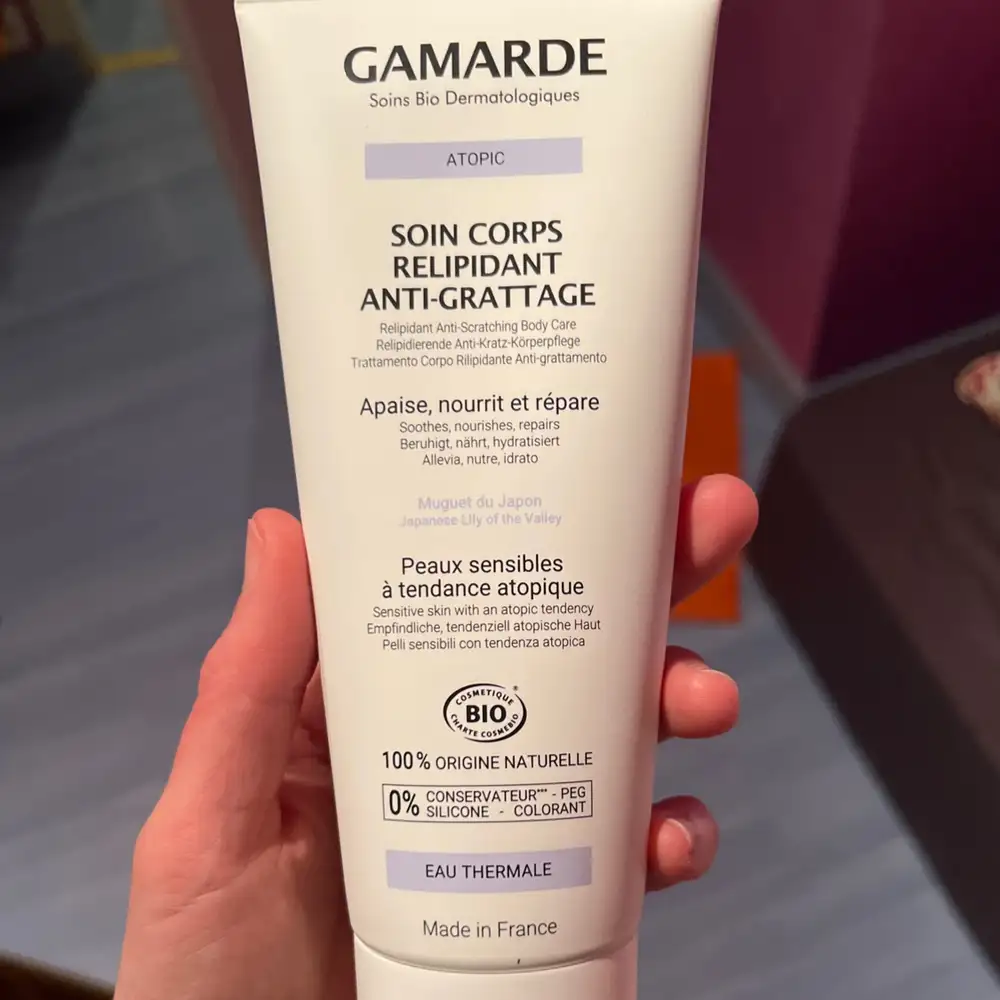 GAMARDE
Soins Bio Dermatologiques
ATOPIC
SOIN CORPS
RELIPIDANT
ANTI-GRATTAGE
Relipidant Anti-Scratching Body Care
Relipidierende Anti-Kratz-Körperpflege
Trattamento Corpo Rilipidante Anti-grattamento
Apaise, nourrit et répare
Soothes, nourishes, repairs
Beruhigt, nährt, hydratisiert
Allevia, nutre, idrato
Muguet du Japon
Japanese Lily of the Valley
Peaux sensibles
à tendance atopique
Sensitive skin with an atopic tendency
Empfindliche, tendenziell atopische Haut
Pelli sensibili con tendenza atopica
COSMETIQUE
BIO
CHARTE COSMEBIO
100% ORIGINE NATURELLE
0% CONSERVATEUR*** - PEG
SILICONE - COLORANT
EAU THERMALE
Made in France